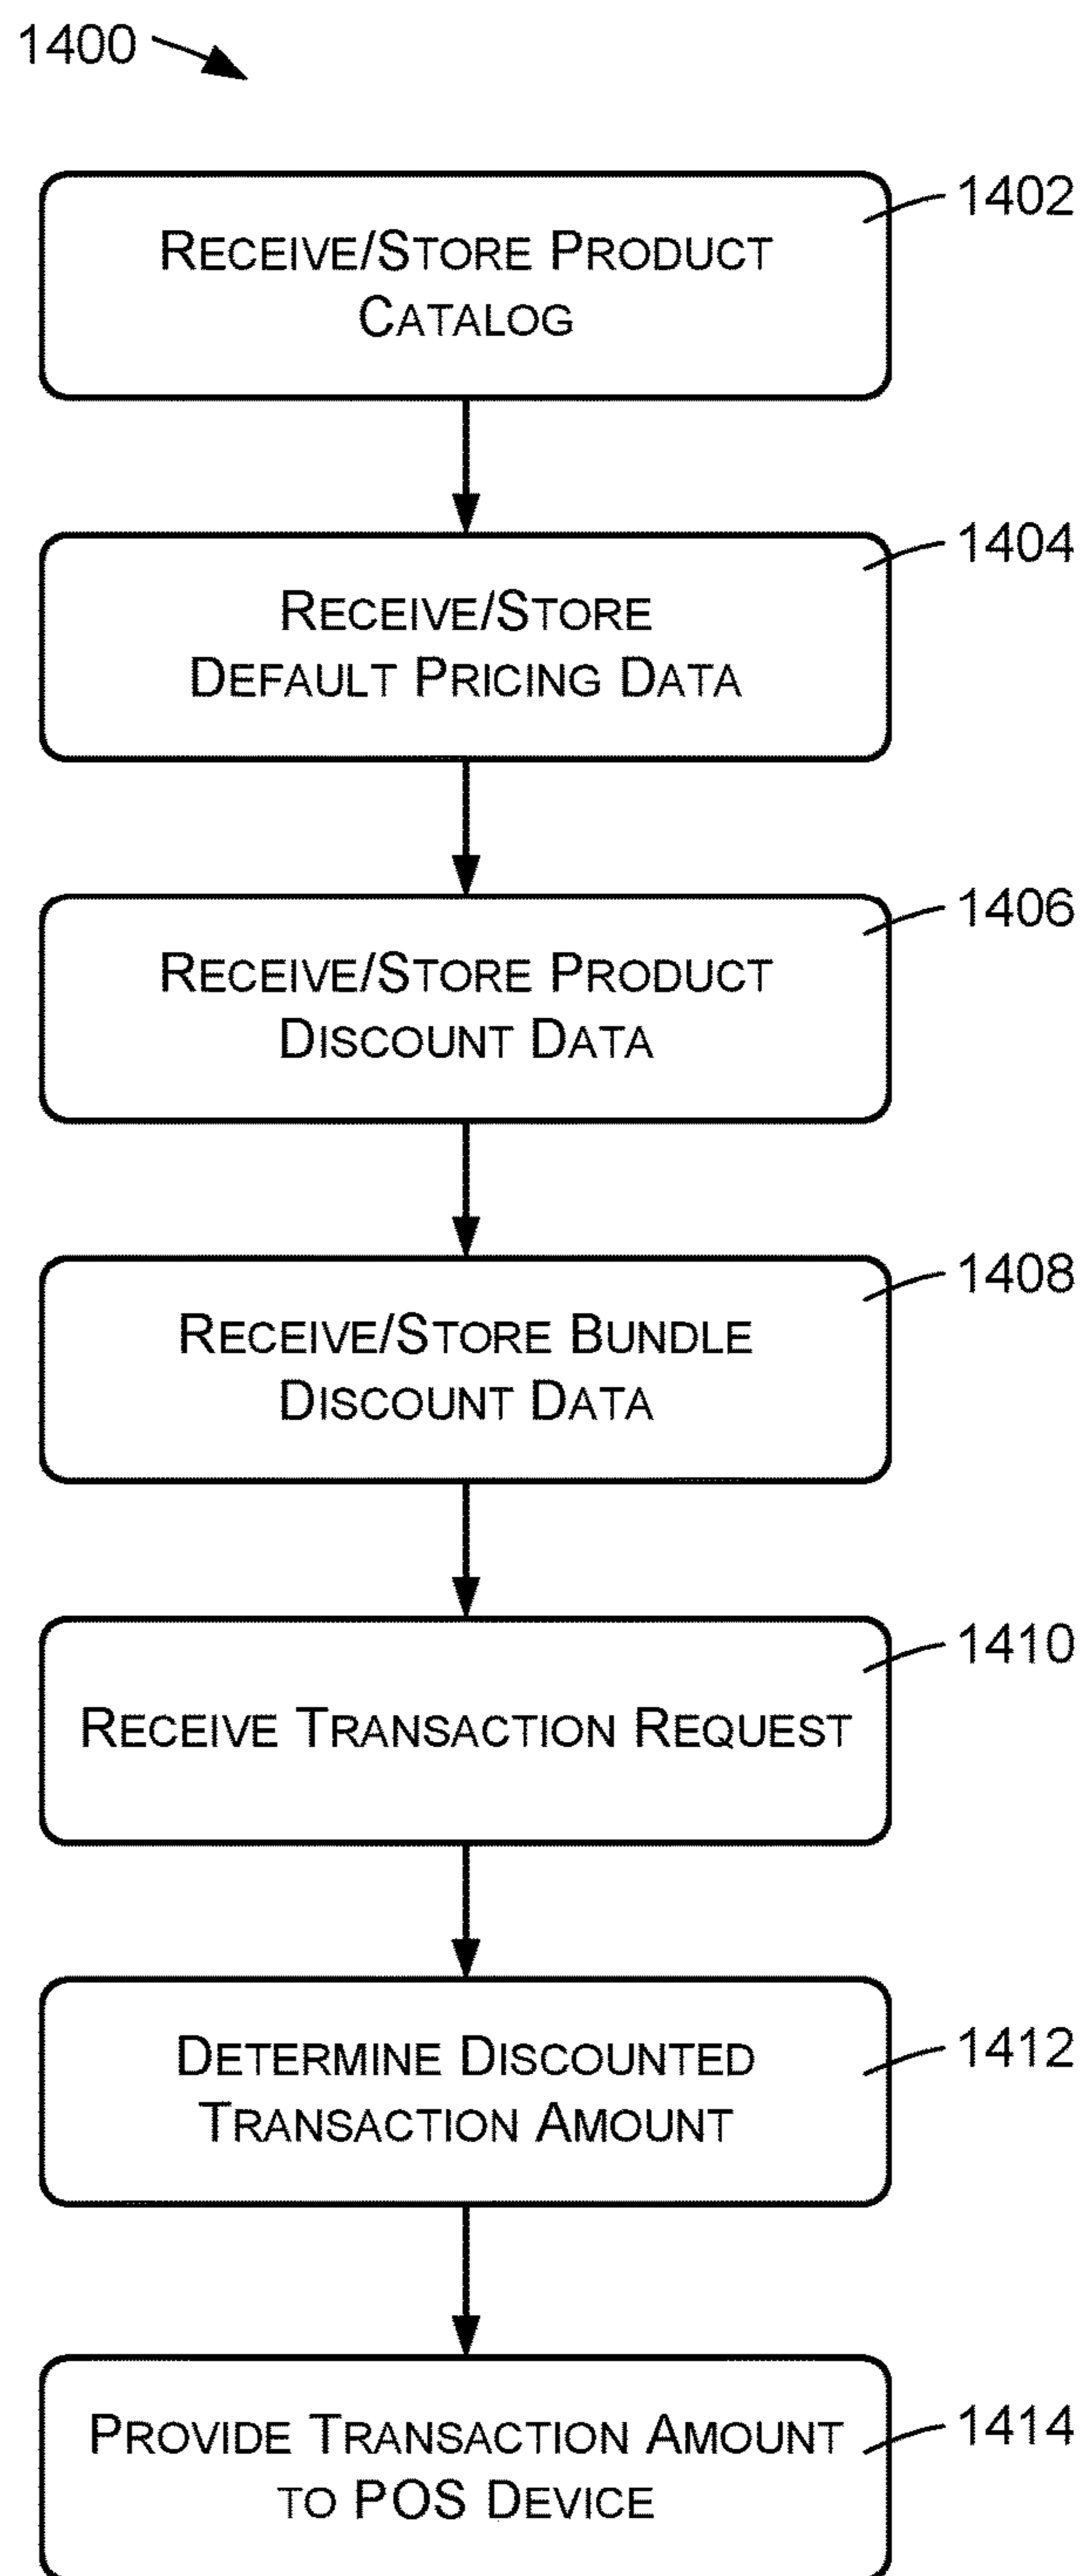 1400
RECEIVE/STORE PRODUCT
CATALOG
1402
RECEIVE/STORE
DEFAULT PRICING DATA
1404
RECEIVE/STORE PRODUCT
DISCOUNT DATA
1406
RECEIVE/STORE BUNDLE
DISCOUNT DATA
1408
RECEIVE TRANSACTION REQUEST
1410
DETERMINE DISCOUNTED
TRANSACTION AMOUNT
1412
PROVIDE TRANSACTION AMOUNT
TO POS DEVICE
1414